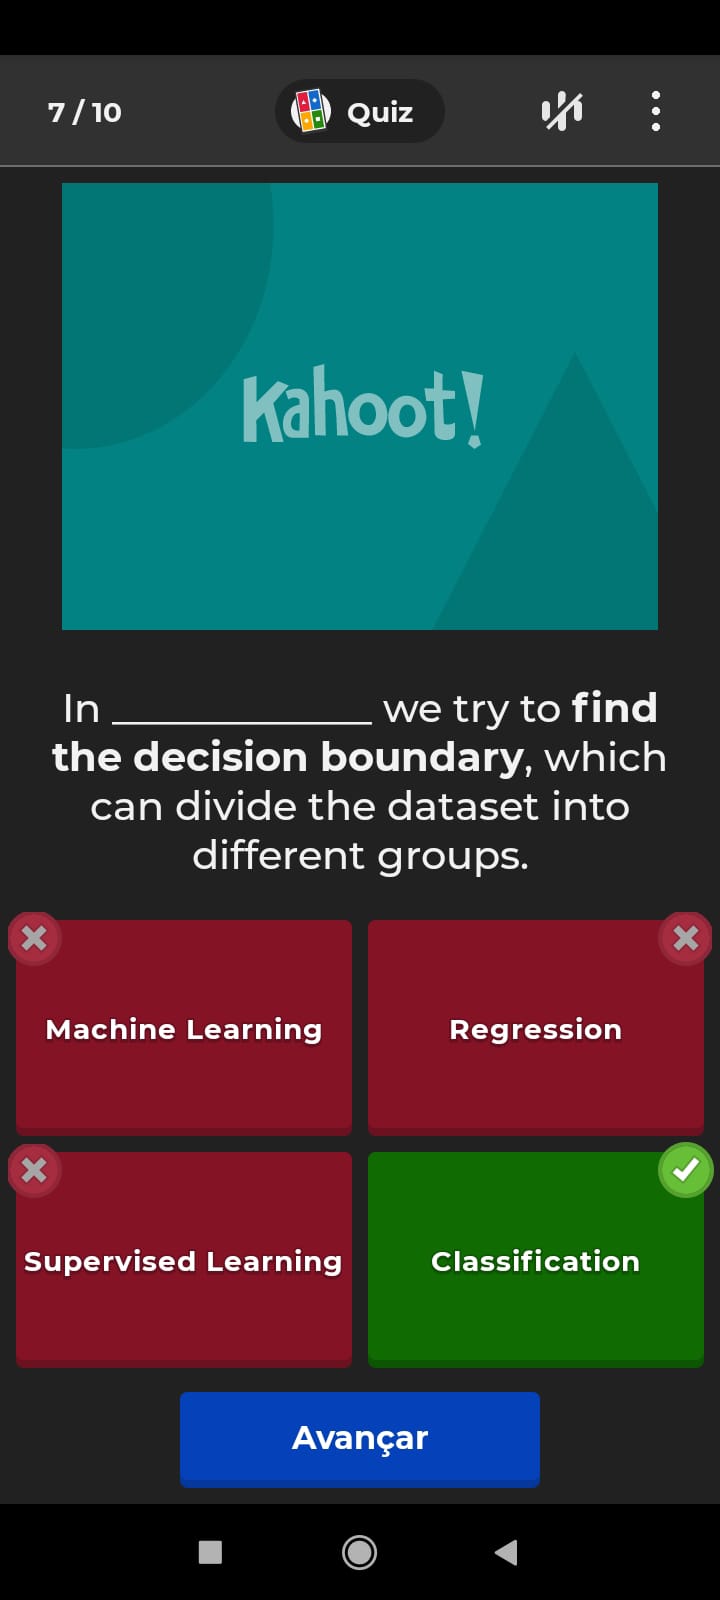 7 / 10
Quiz
Kahoot!
In _____________ we try to find
the decision boundary, which
can divide the dataset into
different groups.
Machine Learning
Regression
Supervised Learning
Classification
Avançar